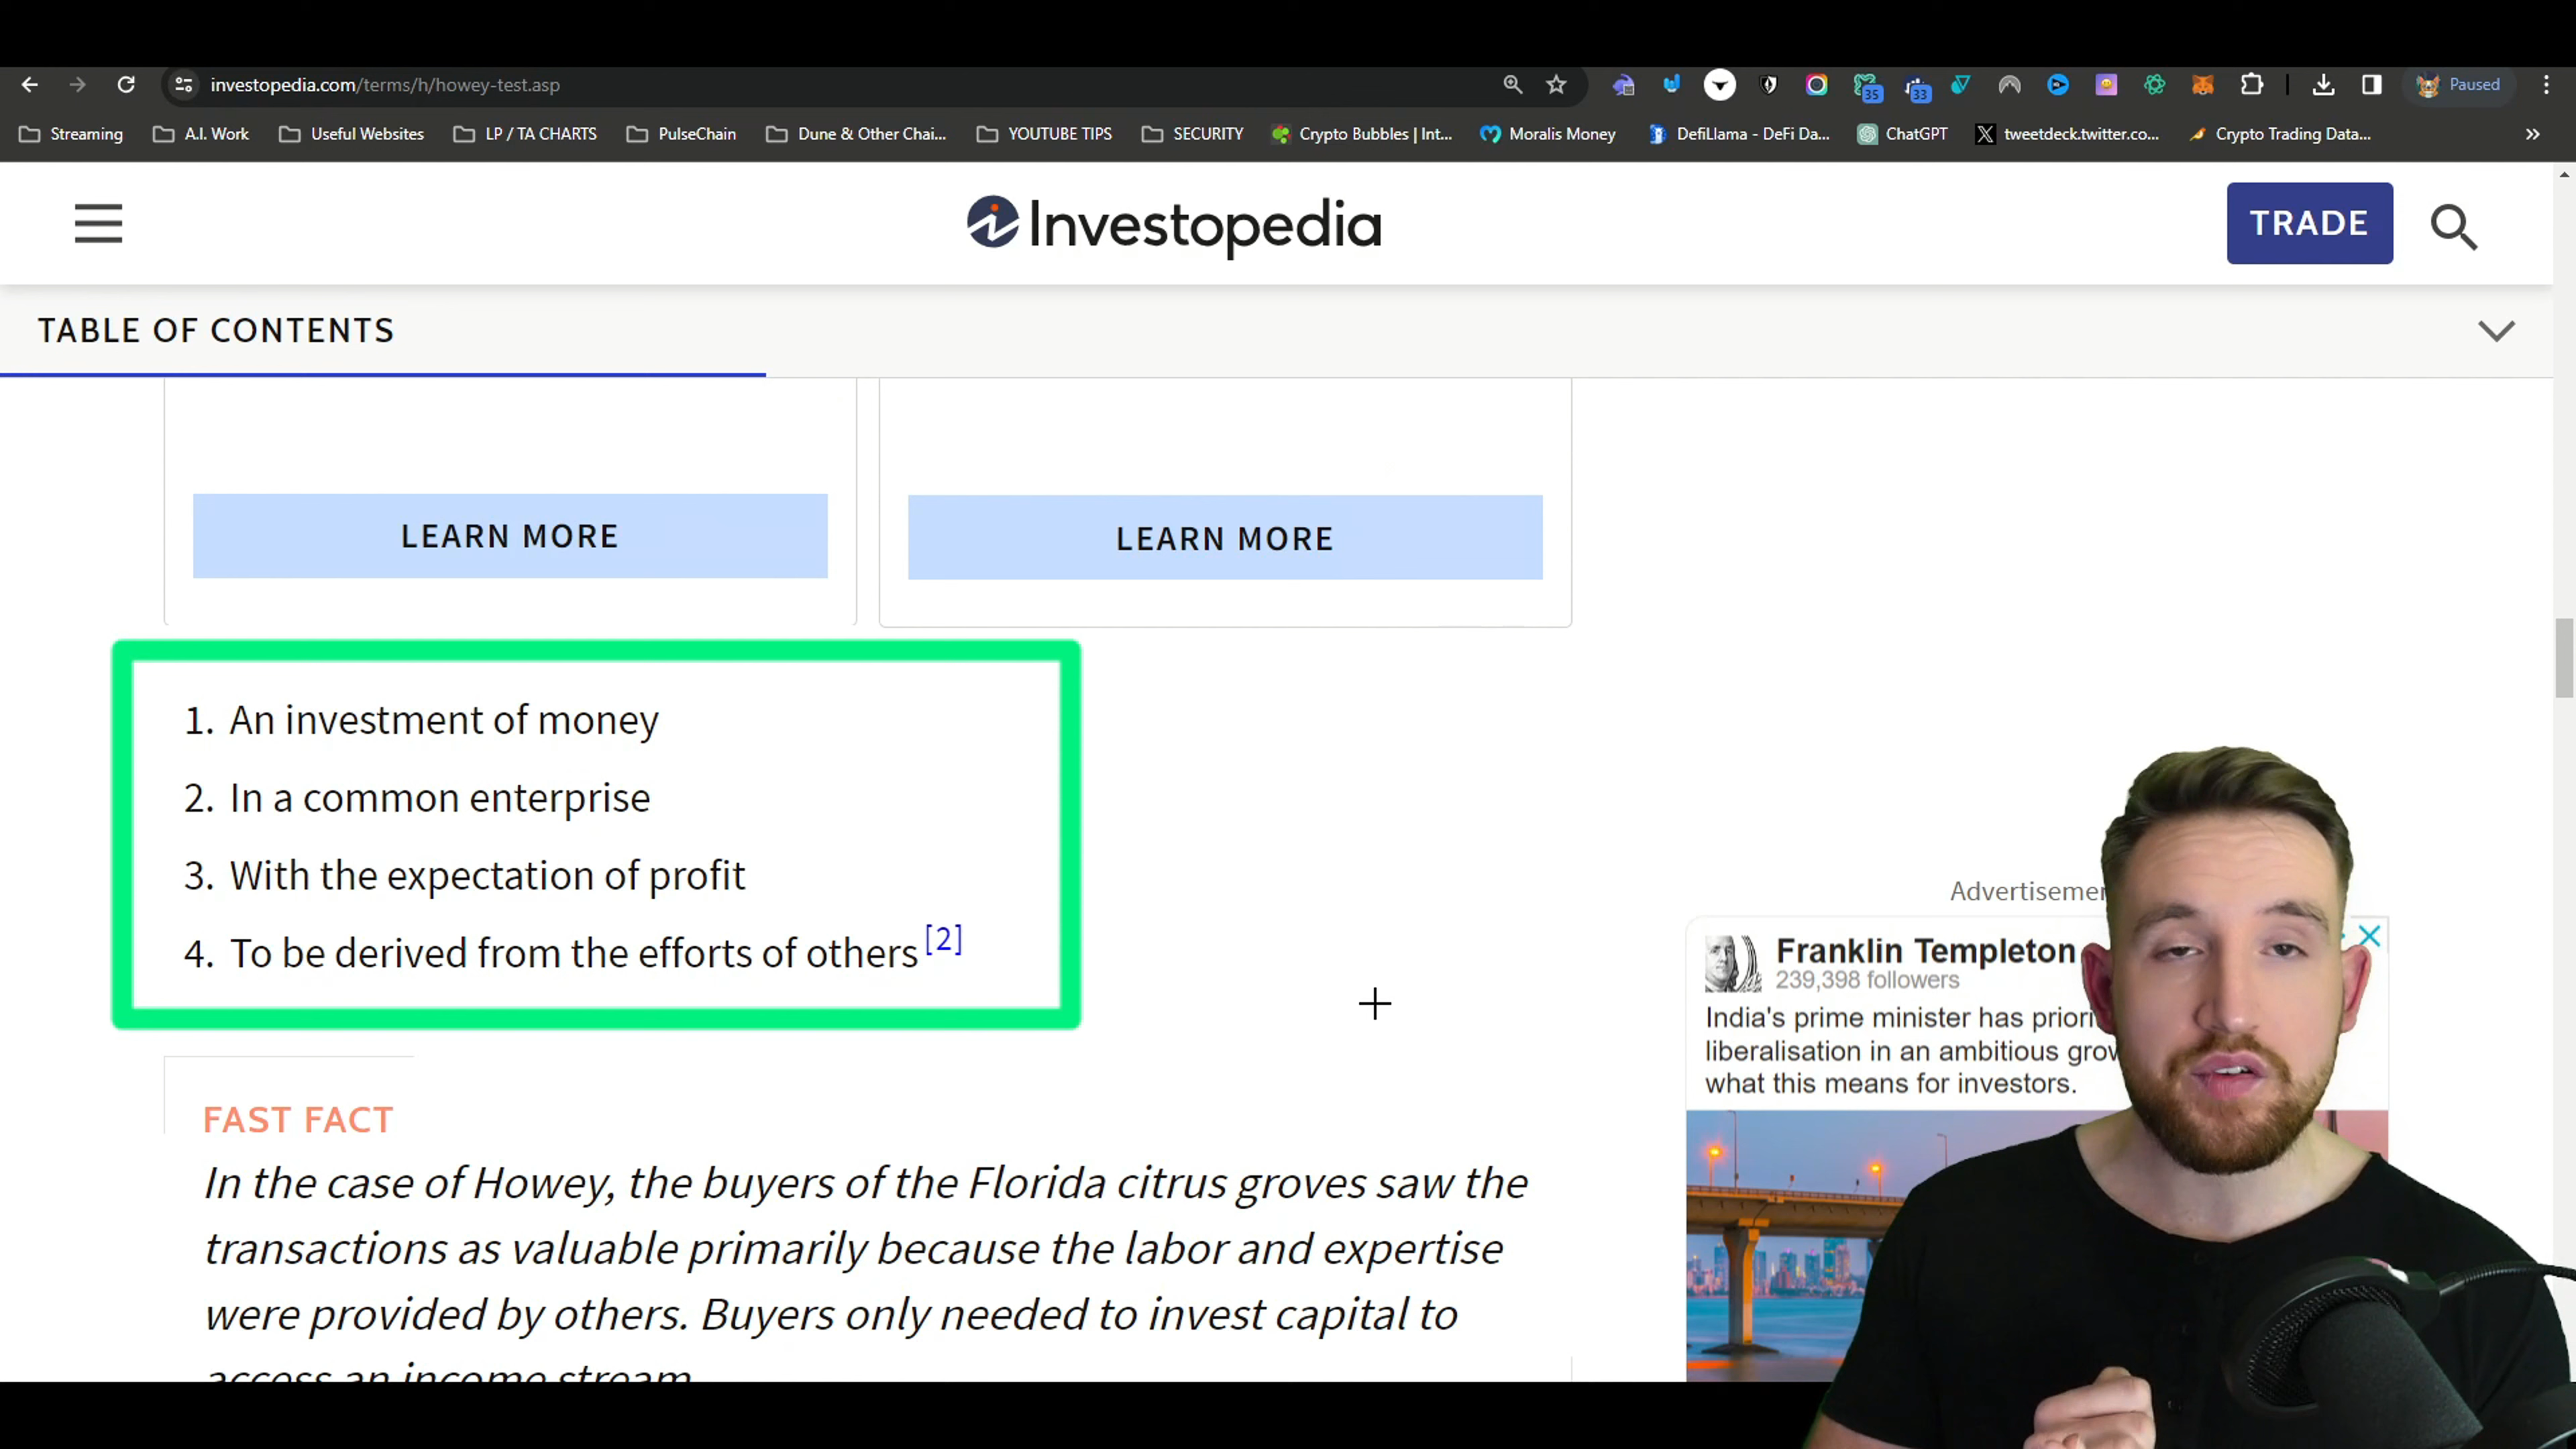 investopedia.com/terms/h/howey-test.asp
35
33
Paused
Streaming
A.I. Work
Useful Websites
LP / TA CHARTS
PulseChain
Dune & Other Chai...
YOUTUBE TIPS
SECURITY
Crypto Bubbles | Int...
Moralis Money
DefiLlama - DeFi Da...
ChatGPT
tweetdeck.twitter.co...
Crypto Trading Data...
Investopedia
TRADE
TABLE OF CONTENTS
LEARN MORE
LEARN MORE
1. An investment of money
2. In a common enterprise
3. With the expectation of profit
4. To be derived from the efforts of others [2]
FAST FACT
In the case of Howey, the buyers of the Florida citrus groves saw the
transactions as valuable primarily because the labor and expertise
were provided by others. Buyers only needed to invest capital to
access an income stream.
Franklin Templeton
239,398 followers
India's prime minister has
liberalisation in an ambitious
what this means for investors.